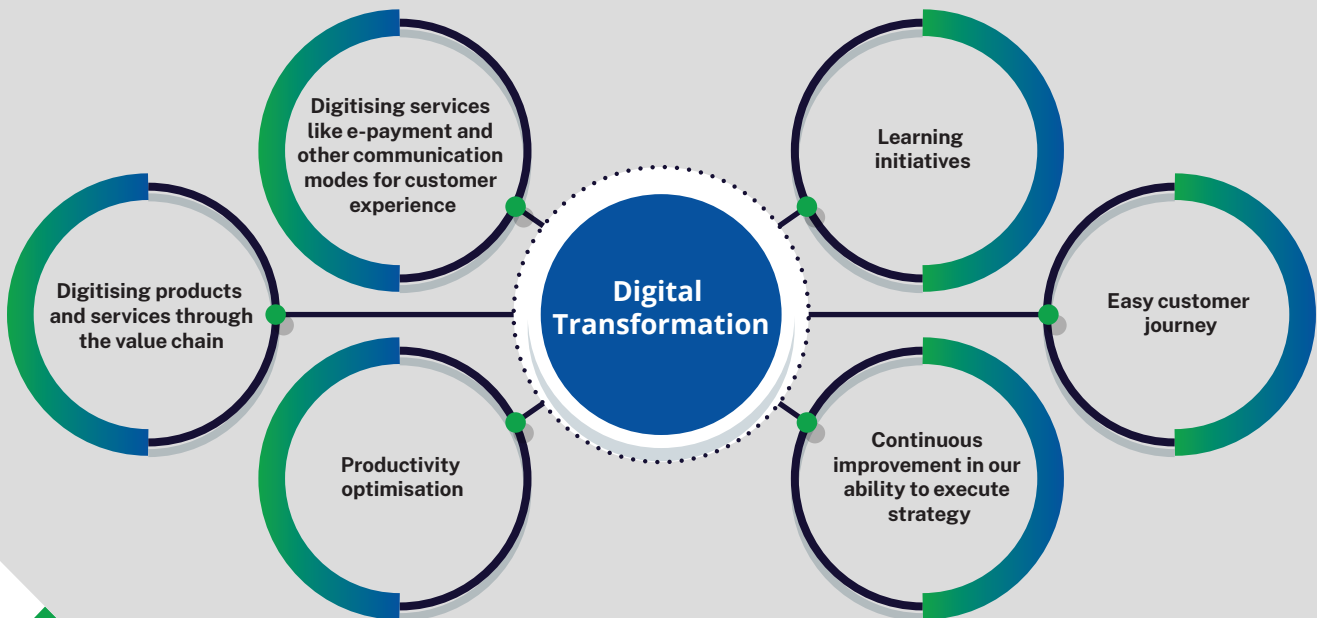 Digitising services
like e-payment and
other communication
modes for customer
experience
Learning
initiatives
Digitising products
and services through
the value chain
Digital
Transformation
Easy customer
journey
Productivity
optimisation
Continuous
improvement in our
ability to execute
strategy